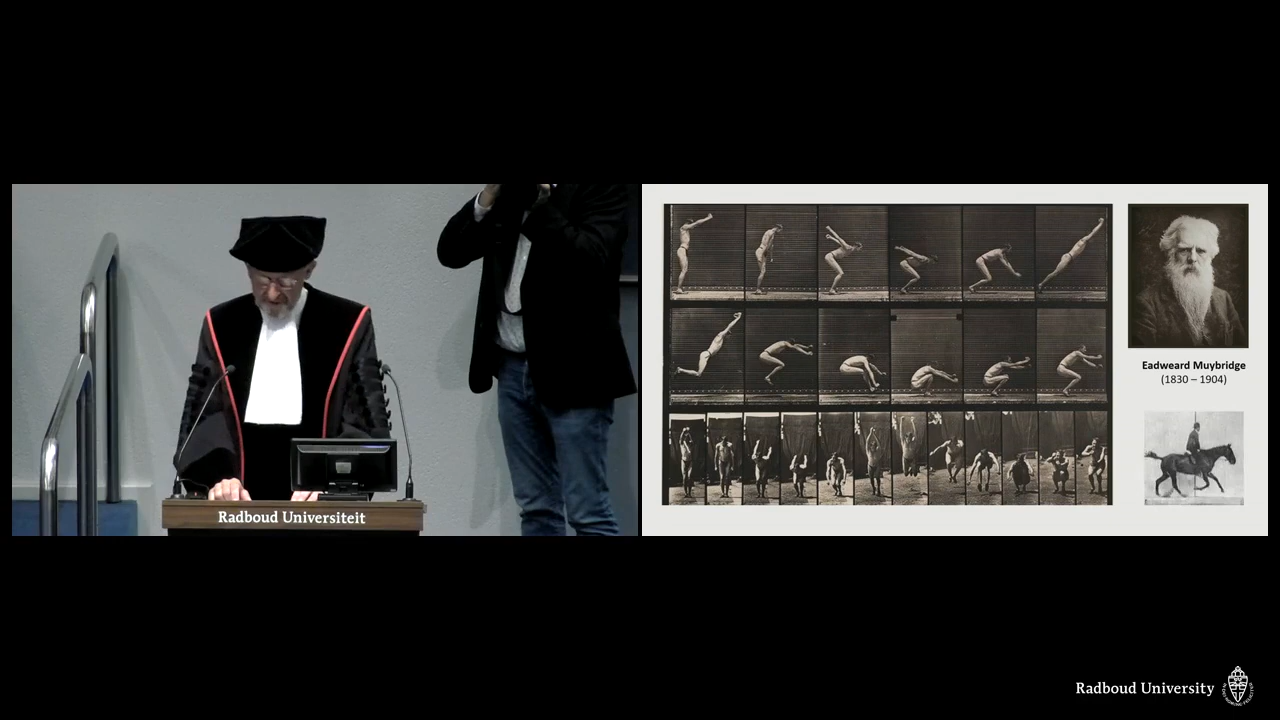 Radboud Universiteit
Eadweard Muybridge
(1830 – 1904)
Radboud University